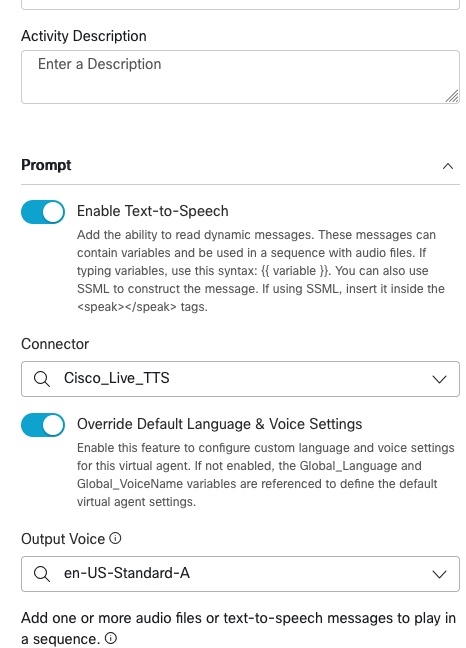 Activity Description
Enter a Description
Prompt
Enable Text-to-Speech
Add the ability to read dynamic messages. These messages can
contain variables and be used in a sequence with audio files. If
typing variables, use this syntax: {{ variable }}. You can also use
SSML to construct the message. If using SSML, insert it inside the
<speak></speak> tags.
Connector
Cisco_Live_TTS
Override Default Language & Voice Settings
Enable this feature to configure custom language and voice settings
for this virtual agent. If not enabled, the Global_Language and
Global_VoiceName variables are referenced to define the default
virtual agent settings.
Output Voice
en-US-Standard-A
Add one or more audio files or text-to-speech messages to play in
a sequence.